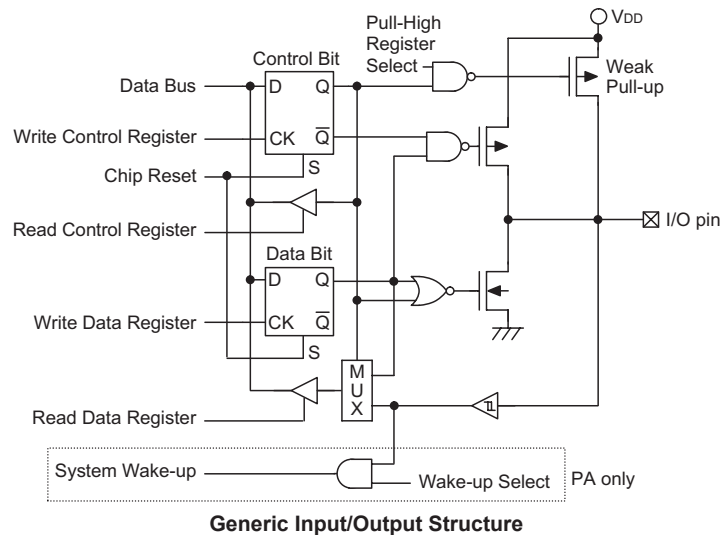 VDD
Pull-High
Register
Select
Control Bit
Weak
Pull-up
Data Bus
D
Q
Write Control Register
CK
Q
S
Chip Reset
I/O pin
Read Control Register
Data Bit
D
Q
Write Data Register
CK
Q
S
M
U
X
Read Data Register
System Wake-up
Wake-up Select
PA only
Generic Input/Output Structure